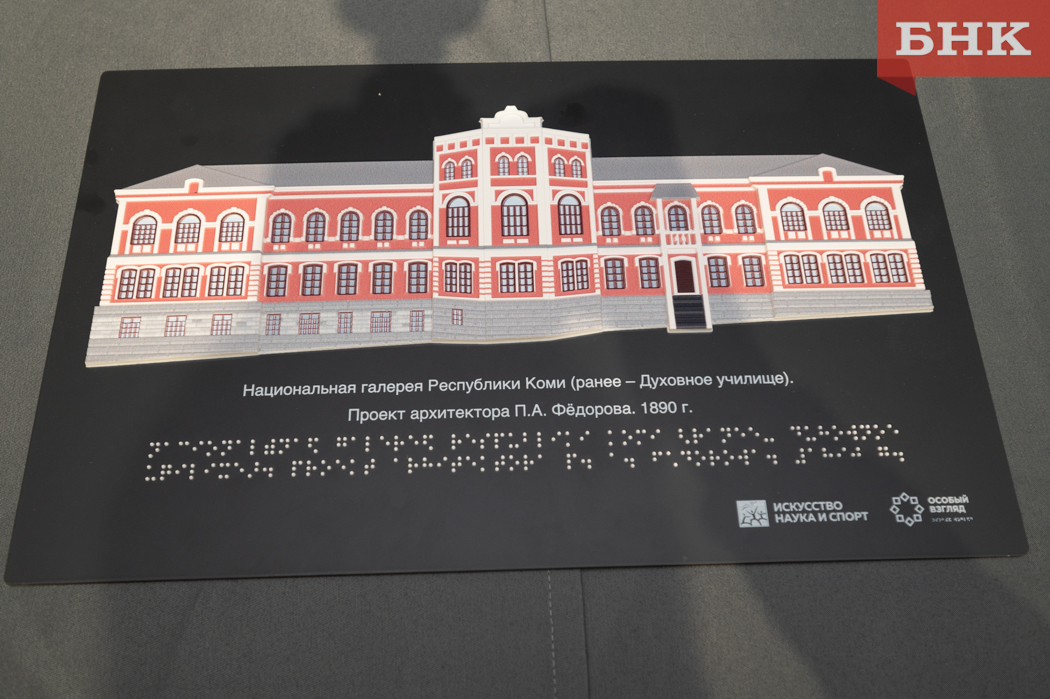 БНК
Национальная галерея Республики Коми (ранее – Духовное училище).
Проект архитектора П.А. Фёдорова. 1890 г.
ИСКУССТВО
НАУКА И СПОРТ
ОСОБЫЙ
ВЗГЛЯД